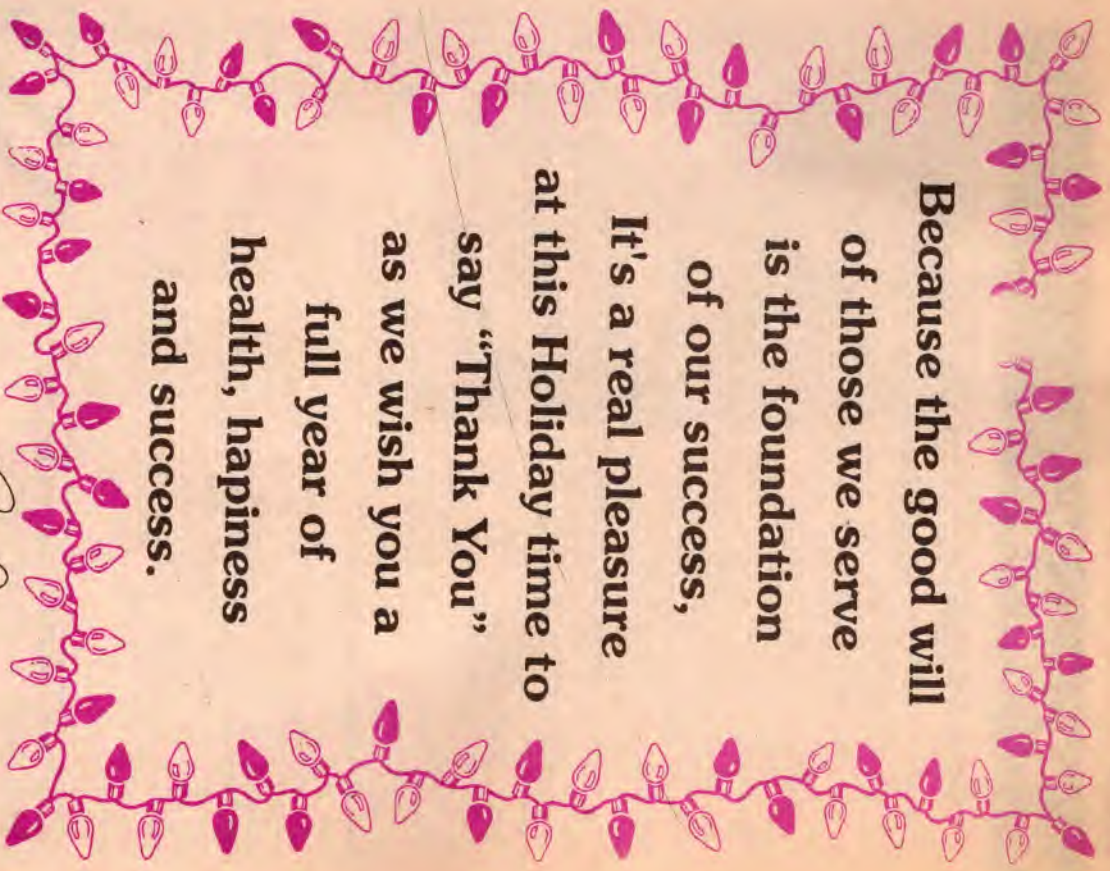 Because the good will
of those we serve
is the foundation
of our success,
It's a real pleasure
at this Holiday time to
say “Thank You”
as we wish you a
full year of
health, hapiness
and success.